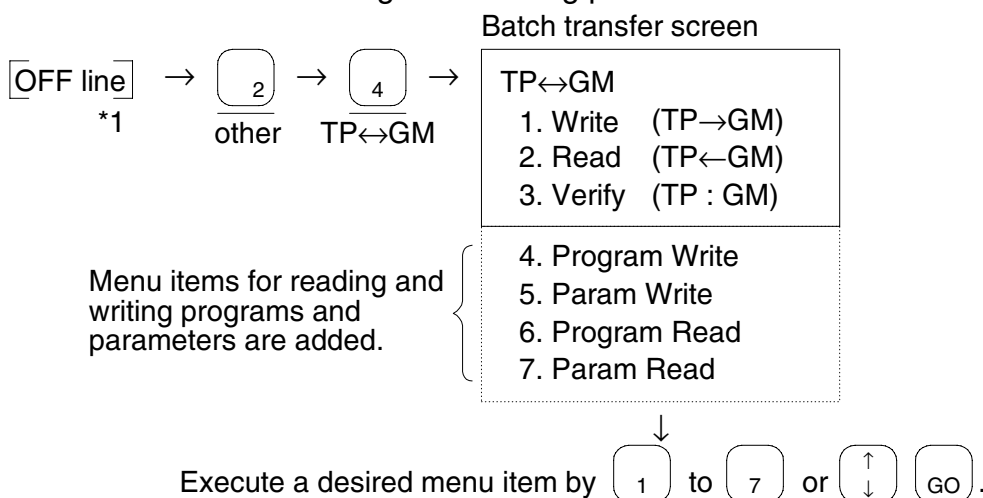 Batch transfer screen
OFF line → 2 → 4 →
*1 other TP↔GM
TP↔GM
1. Write (TP→GM)
2. Read (TP←GM)
3. Verify (TP : GM)
4. Program Write
5. Param Write
6. Program Read
7. Param Read
Menu items for reading and
writing programs and
parameters are added.
↓
Execute a desired menu item by 1 to 7 or ↑ ↓ GO .